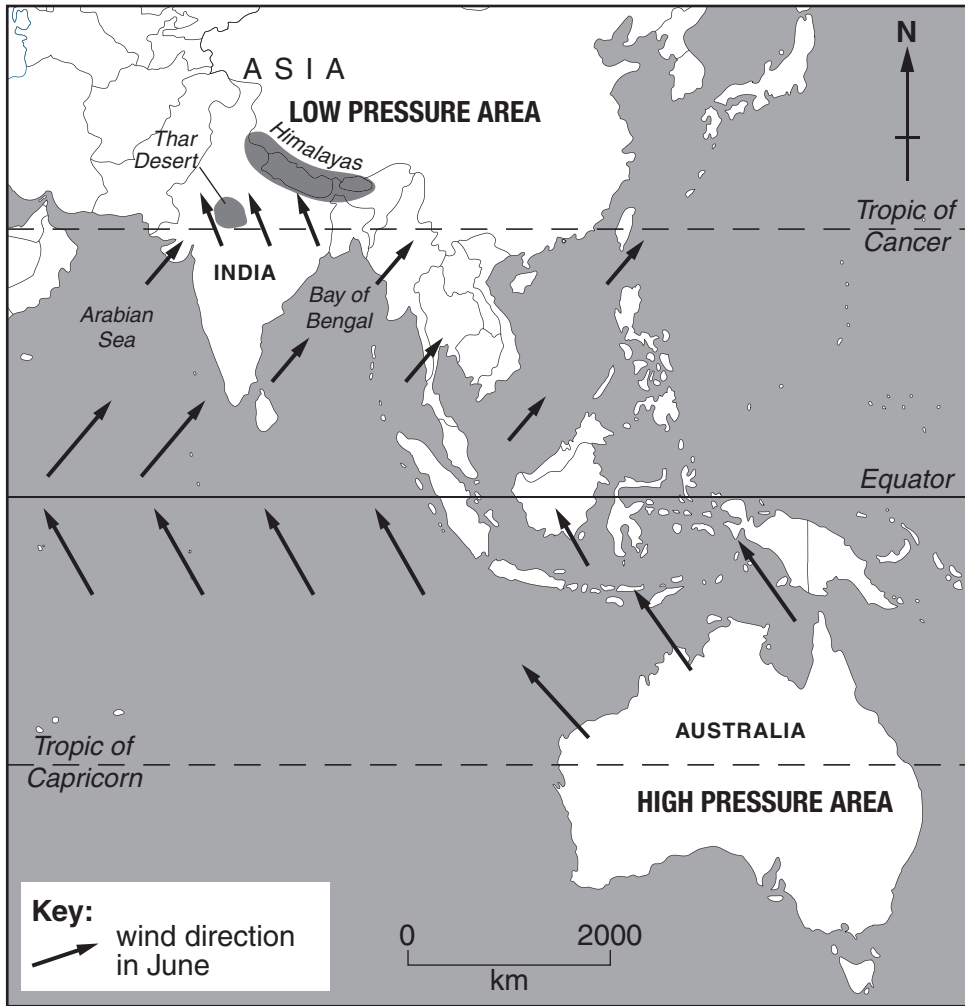 N
A S I A
LOW PRESSURE AREA
Himalayas
Thar
Desert
Tropic of
Cancer
INDIA
Arabian
Sea
Bay of
Bengal
Equator
Tropic of
Capricorn
AUSTRALIA
HIGH PRESSURE AREA
Key:
wind direction
in June
0 2000
km